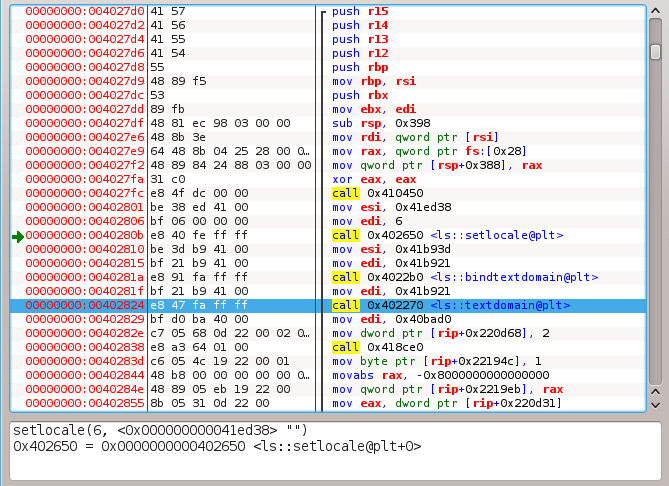 00000000:004027d0 41 57 push r15
00000000:004027d2 41 56 push r14
00000000:004027d4 41 55 push r13
00000000:004027d6 41 54 push r12
00000000:004027d8 55 push rbp
00000000:004027d9 48 89 f5 mov rbp, rsi
00000000:004027dc 53 push rbx
00000000:004027dd 89 fb mov ebx, edi
00000000:004027df 48 81 ec 98 03 00 00 sub rsp, 0x398
00000000:004027e6 48 8b 3e mov rdi, qword ptr [rsi]
00000000:004027e9 64 48 8b 04 25 28 00 0… mov rax, qword ptr fs:[0x28]
00000000:004027f2 48 89 84 24 88 03 00 00 mov qword ptr [rsp+0x388], rax
00000000:004027fa 31 c0 xor eax, eax
00000000:004027fc e8 4f dc 00 00 call 0x410450
00000000:00402801 be 38 ed 41 00 mov esi, 0x41ed38
00000000:00402806 bf 06 00 00 00 mov edi, 6
00000000:0040280b e8 40 fe ff ff call 0x402650 <ls::setlocale@plt>
00000000:00402810 be 3d b9 41 00 mov esi, 0x41b93d
00000000:00402815 bf 21 b9 41 00 mov edi, 0x41b921
00000000:0040281a e8 91 fa ff ff call 0x4022b0 <ls::bindtextdomain@plt>
00000000:0040281f bf 21 b9 41 00 mov edi, 0x41b921
00000000:00402824 e8 47 fa ff ff call 0x402270 <ls::textdomain@plt>
00000000:00402829 bf d0 ba 40 00 mov edi, 0x40bad0
00000000:0040282e c7 05 68 0d 22 00 02 0… mov dword ptr [rip+0x220d68], 2
00000000:00402838 e8 a3 64 01 00 call 0x418ce0
00000000:0040283d c6 05 4c 19 22 00 01 mov byte ptr [rip+0x22194c], 1
00000000:00402844 48 b8 00 00 00 00 00 0… movabs rax, -0x8000000000000000
00000000:0040284e 48 89 05 eb 19 22 00 mov qword ptr [rip+0x2219eb], rax
00000000:00402855 8b 05 31 0d 22 00 mov eax, dword ptr [rip+0x220d31]
setlocale(6, <0x000000000041ed38> "")
0x402650 = 0x0000000000402650 <ls::setlocale@plt+0>